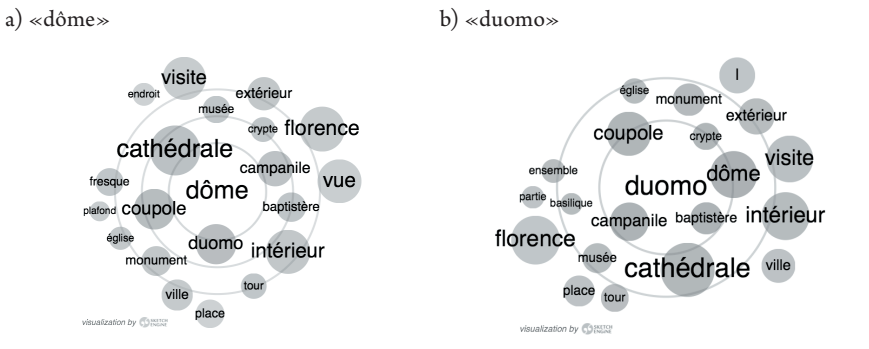 a) «dôme»
b) «duomo»
visite
endroit
extérieur
musée
crypte
florence
cathédrale
campanile
fresque
dôme
vue
plafond
coupole
baptistère
église
duomo
intérieur
monument
ville
tour
place
visualization by SKETCH ENGINE
l
église
monument
extérieur
coupole
crypte
visite
ensemble
dôme
duomo
partie
basilique
campanile
baptistère
intérieur
florence
musée
cathédrale
ville
place
tour
visualization by SKETCH ENGINE